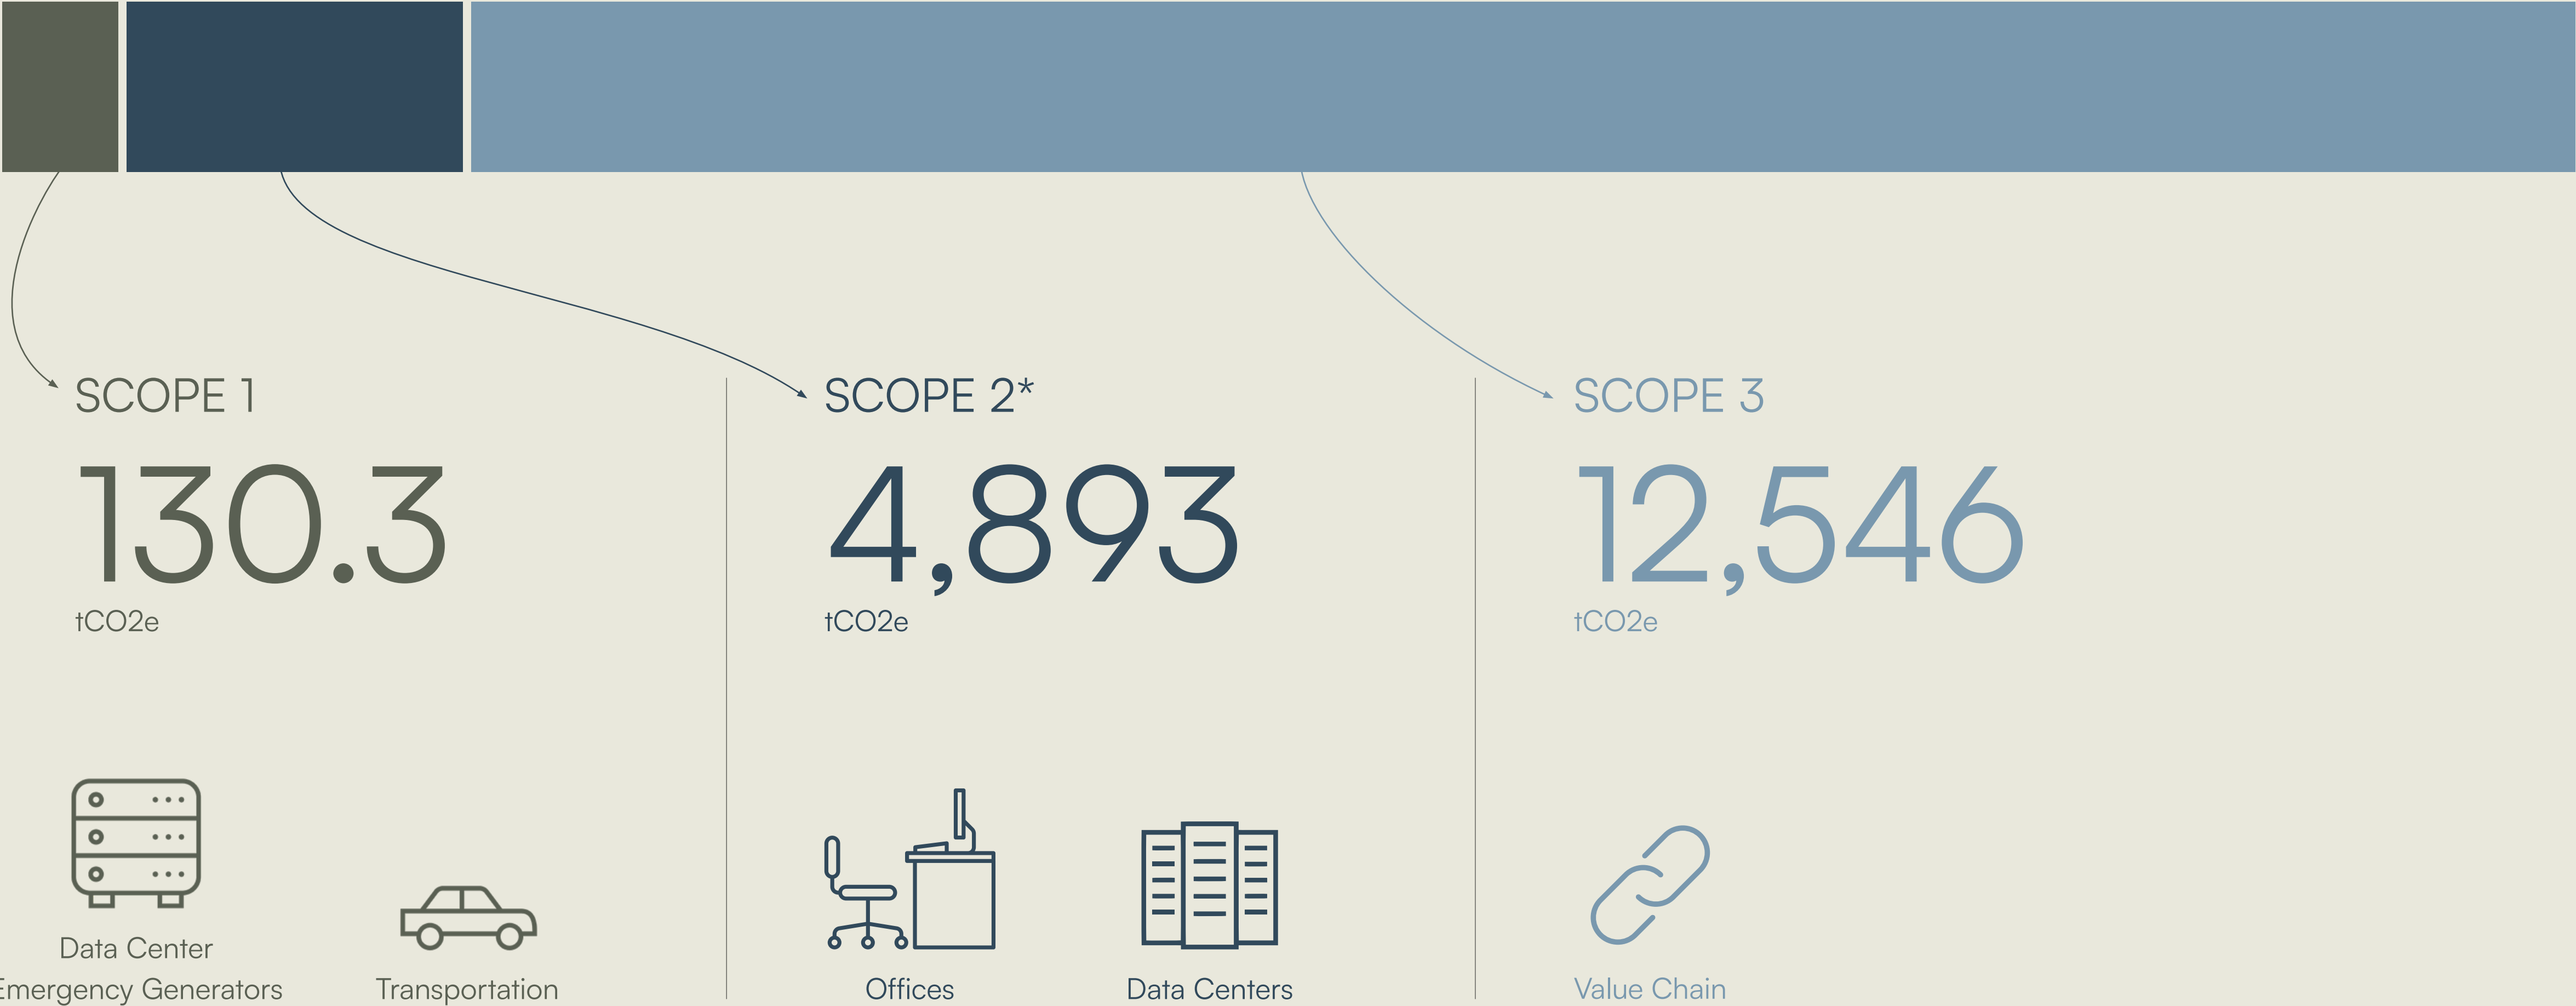 SCOPE 1
130.3
tCO2e
Data Center
Emergency Generators
Transportation
SCOPE 2*
4,893
tCO2e
Offices
Data Centers
SCOPE 3
12,546
tCO2e
Value Chain